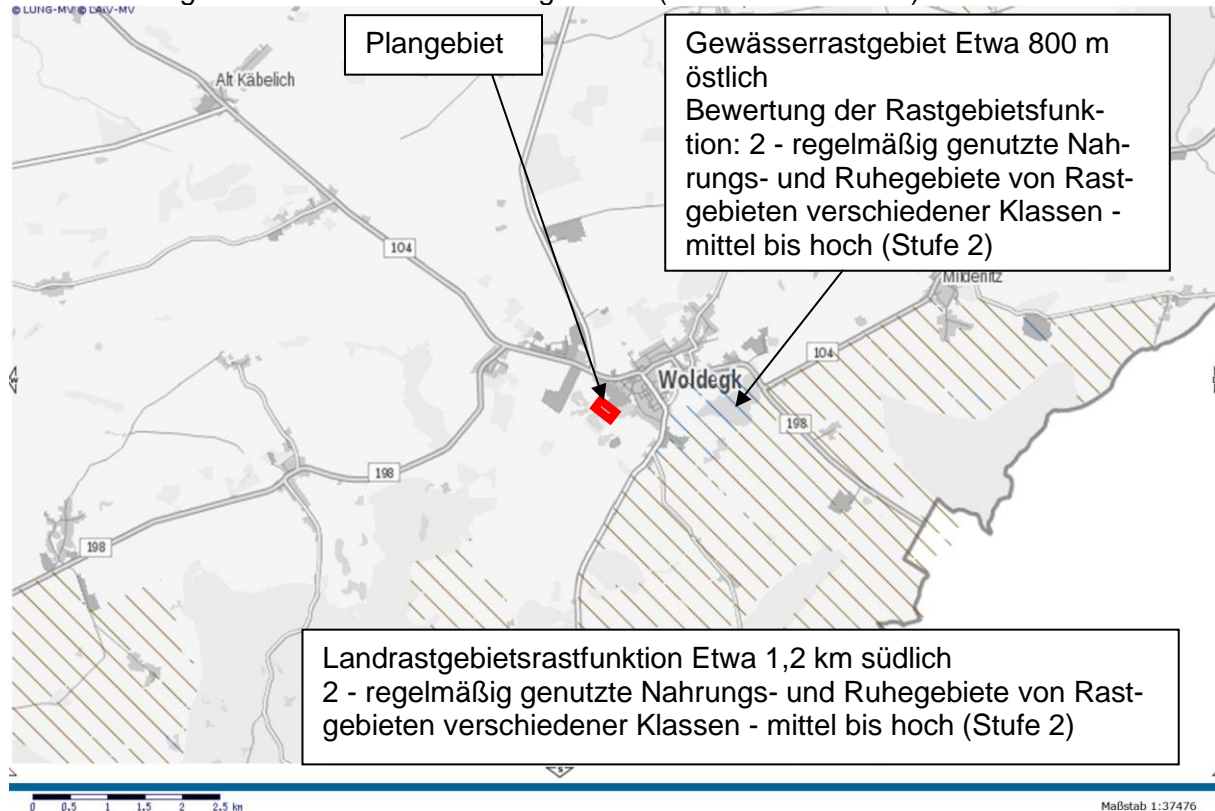 © LUNG-MV © LAiV-MV
Plangebiet
Gewässerrastgebiet Etwa 800 m
östlich
Bewertung der Rastgebietsfunk-
tion: 2 - regelmäßig genutzte Nah-
rungs- und Ruhegebiete von Rast-
gebieten verschiedener Klassen -
mittel bis hoch (Stufe 2)
Alt Käbelich
104
Mildenitz
104
Woldegk
198
198
198
Landrastgebietsrastfunktion Etwa 1,2 km südlich
2 - regelmäßig genutzte Nahrungs- und Ruhegebiete von Rast-
gebieten verschiedener Klassen - mittel bis hoch (Stufe 2)
0 0.5 1 1.5 2 2.5 km
Maßstab 1:37476